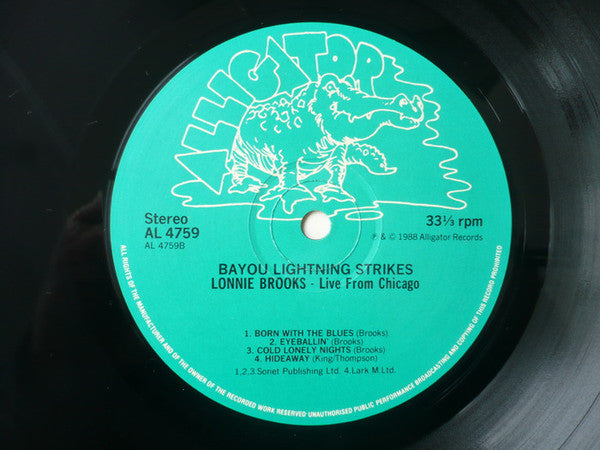 ALLIGATOR
Stereo
AL 4759
AL 4759B
33⅓ rpm
℗ & © 1988 Alligator Records
BAYOU LIGHTNING STRIKES
LONNIE BROOKS - Live From Chicago
1. BORN WITH THE BLUES (Brooks)
2. EYEBALLIN' (Brooks)
3. COLD LONELY NIGHTS (Brooks)
4. HIDEAWAY (King/Thompson)
1,2,3.Sonet Publishing Ltd. 4.Lark M.Ltd.
ALL RIGHTS OF THE MANUFACTURER AND OF THE OWNER OF THE RECORDED WORK RESERVED·UNAUTHORISED PUBLIC PERFORMANCE BROADCASTING AND COPYING OF THIS RECORD PROHIBITED